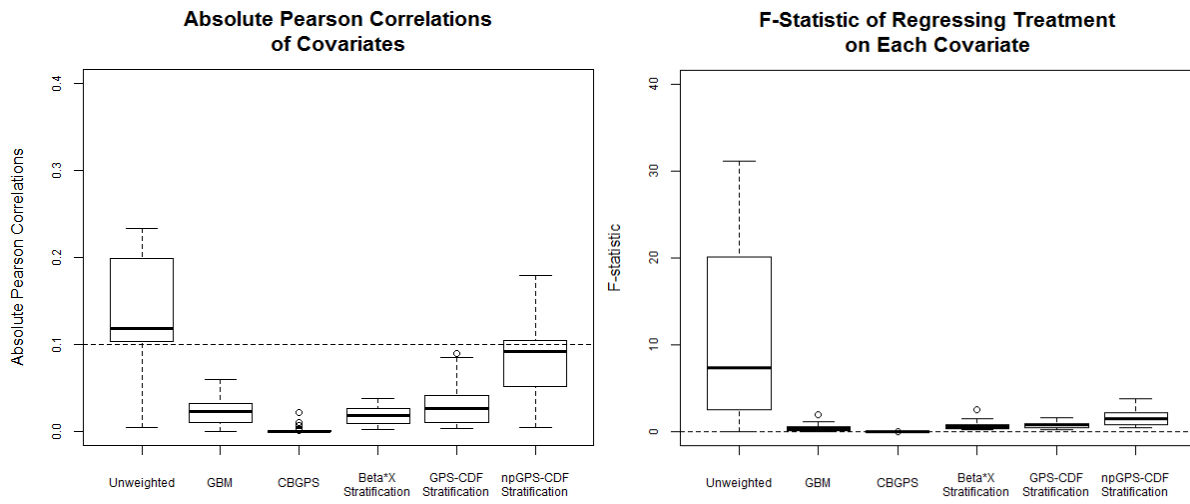 Absolute Pearson Correlations
of Covariates
Absolute Pearson Correlations
0.4
0.3
0.2
0.1
0.0
Unweighted
GBM
CBGPS
Beta*X
Stratification
GPS-CDF
Stratification
npGPS-CDF
Stratification
F-Statistic of Regressing Treatment
on Each Covariate
F-statistic
40
30
20
10
0
Unweighted
GBM
CBGPS
Beta*X
Stratification
GPS-CDF
Stratification
npGPS-CDF
Stratification